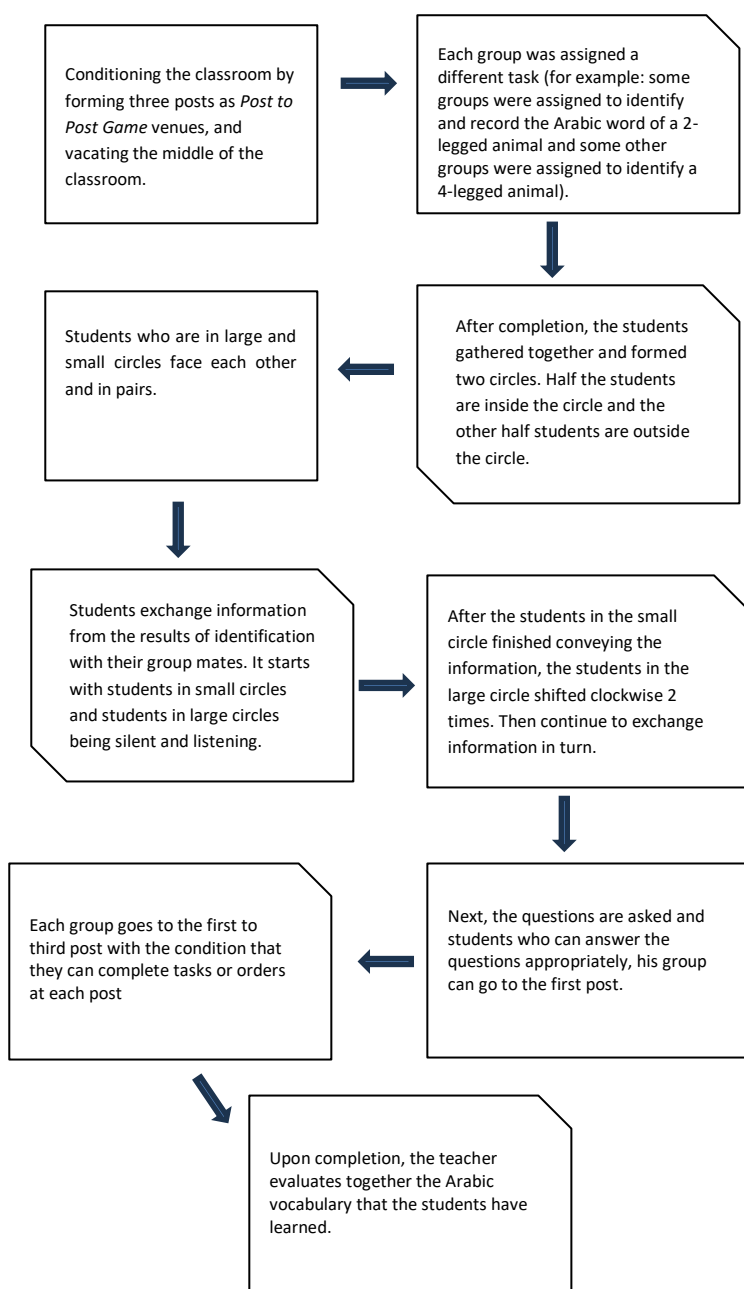 Conditioning the classroom by
forming three posts as Post to
Post Game venues, and
vacating the middle of the
classroom.
Each group was assigned a
different task (for example: some
groups were assigned to identify
and record the Arabic word of a 2-
legged animal and some other
groups were assigned to identify a
4-legged animal).
After completion, the students
gathered together and formed
two circles. Half the students
are inside the circle and the
other half students are outside
the circle.
Students who are in large and
small circles face each other
and in pairs.
Students exchange information
from the results of identification
with their group mates. It starts
with students in small circles
and students in large circles
being silent and listening.
After the students in the small
circle finished conveying the
information, the students in the
large circle shifted clockwise 2
times. Then continue to exchange
information in turn.
Next, the questions are asked and
students who can answer the
questions appropriately, his group
can go to the first post.
Each group goes to the first to
third post with the condition that
they can complete tasks or orders
at each post
Upon completion, the teacher
evaluates together the Arabic
vocabulary that the students have
learned.